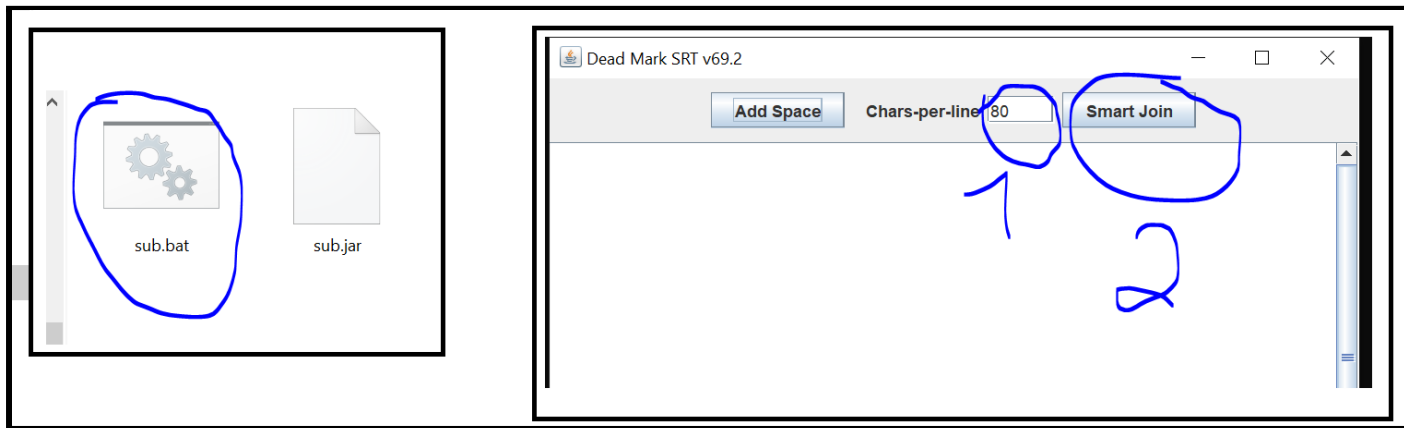 sub.bat
sub.jar
Dead Mark SRT v69.2
Add Space
Chars-per-line
80
Smart Join
1
2